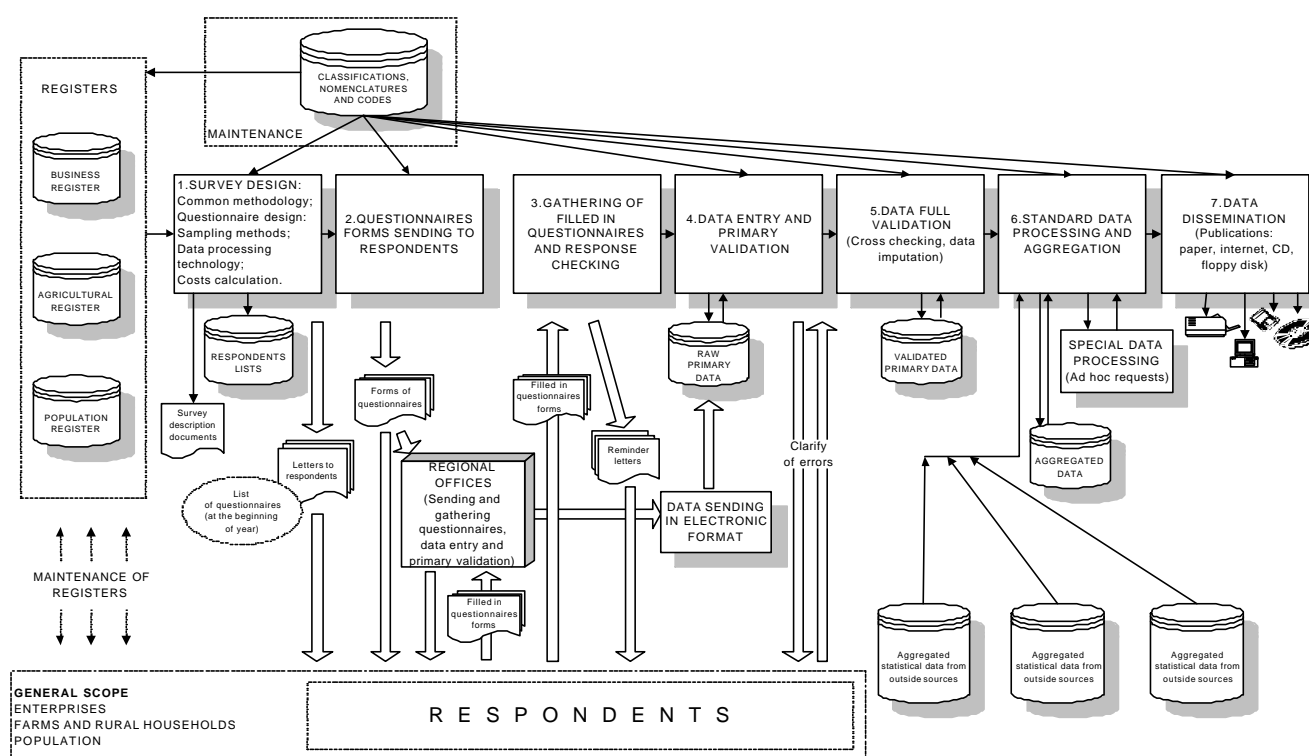 CLASSIFICATIONS,
NOMENCLATURES
AND CODES
MAINTENANCE
REGISTERS
BUSINESS
REGISTER
AGRICULTURAL
REGISTER
POPULATION
REGISTER
1.SURVEY DESIGN:
Common methodology;
Questionnaire design:
Sampling methods;
Data processing
technology;
Costs calculation.
2.QUESTIONNAIRES
FORMS SENDING TO
RESPONDENTS
3.GATHERING OF
FILLED IN
QUESTIONNAIRES
AND RESPONSE
CHECKING
4.DATA ENTRY AND
PRIMARY
VALIDATION
5.DATA FULL
VALIDATION
(Cross checking, data
imputation)
6.STANDARD DATA
PROCESSING AND
AGGREGATION
7.DATA
DISSEMINATION
(Publications:
paper, internet, CD,
floppy disk)
RESPONDENTS
LISTS
Survey
description
documents
Letters to
respondents
List
of questionnaires
(at the beginning
of year)
Forms of
questionnaires
REGIONAL
OFFICES
(Sending and
gathering
questionnaires,
data entry and
primary validation)
Filled in
questionnaires
forms
Filled in
questionnaires
forms
Reminder
letters
RAW
PRIMARY
DATA
DATA SENDING
IN ELECTRONIC
FORMAT
Clarify
of errors
VALIDATED
PRIMARY DATA
SPECIAL DATA
PROCESSING
(Ad hoc requests)
AGGREGATED
DATA
Aggregated
statistical data from
outside sources
Aggregated
statistical data from
outside sources
Aggregated
statistical data from
outside sources
MAINTENANCE OF
REGISTERS
GENERAL SCOPE
ENTERPRISES
FARMS AND RURAL HOUSEHOLDS
POPULATION
RESPONDENTS